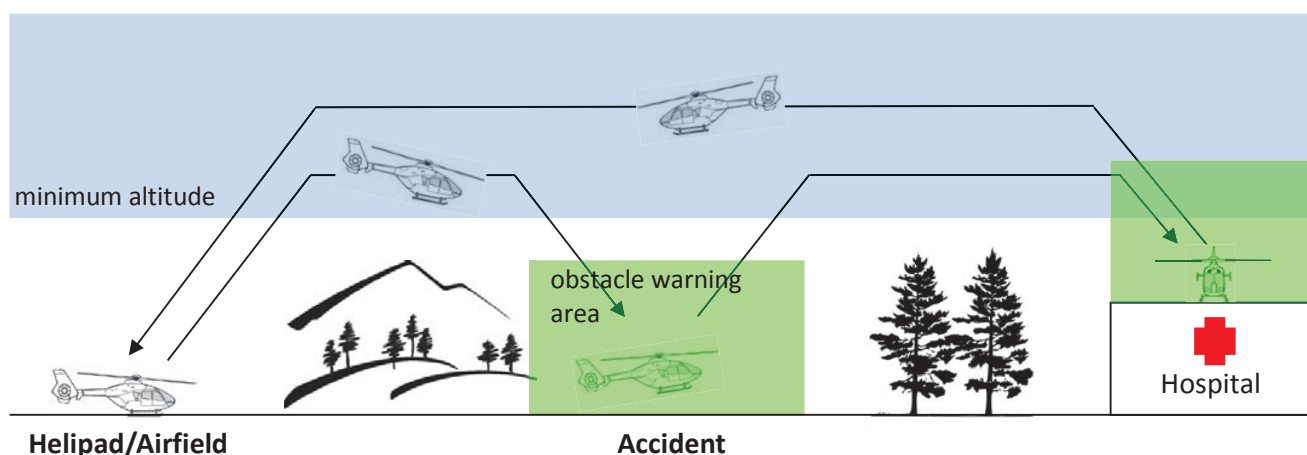 minimum altitude
obstacle warning
area
Hospital
Helipad/Airfield
Accident